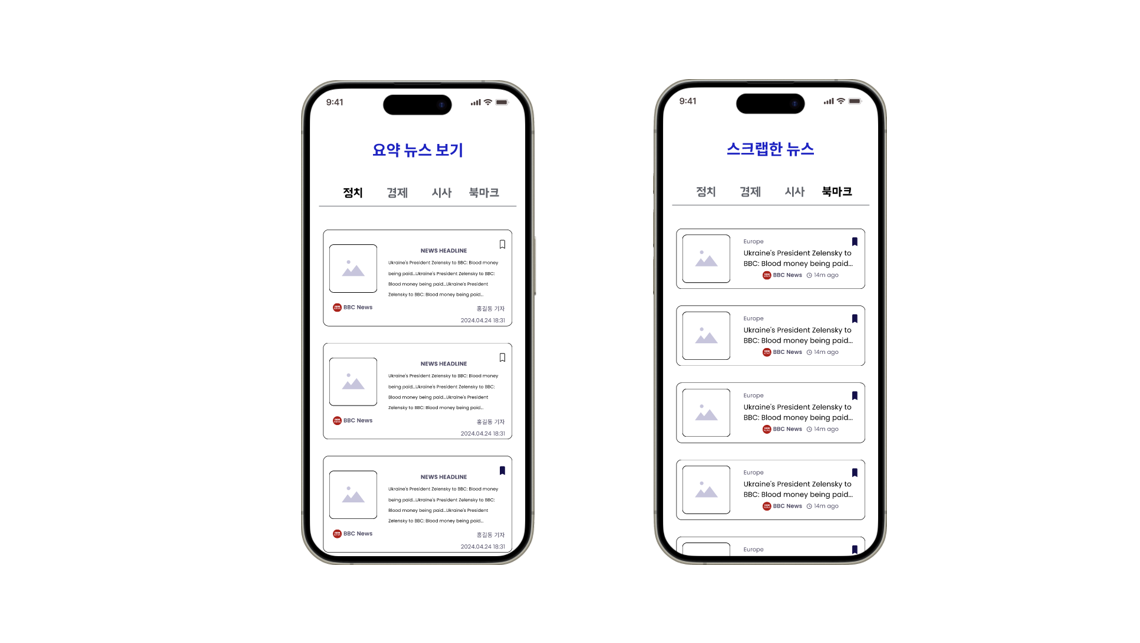 9:41
요약 뉴스 보기
정치 경제 시사 북마크
NEWS HEADLINE
Ukraine's President Zelensky to BBC: Blood money
being paid...Ukraine's President Zelensky to BBC:
Blood money being paid...Ukraine's President
Zelensky to BBC: Blood money being paid...
BBC News
홍길동 기자
2024.04.24 18:31
NEWS HEADLINE
Ukraine's President Zelensky to BBC: Blood money
being paid...Ukraine's President Zelensky to BBC:
Blood money being paid...Ukraine's President
Zelensky to BBC: Blood money being paid...
BBC News
홍길동 기자
2024.04.24 18:31
NEWS HEADLINE
Ukraine's President Zelensky to BBC: Blood money
being paid...Ukraine's President Zelensky to BBC:
Blood money being paid...Ukraine's President
Zelensky to BBC: Blood money being paid...
BBC News
홍길동 기자
2024.04.24 18:31
9:41
스크랩한 뉴스
정치 경제 시사 북마크
Europe
Ukraine's President Zelensky to
BBC: Blood money being paid...
BBC News 14m ago
Europe
Ukraine's President Zelensky to
BBC: Blood money being paid...
BBC News 14m ago
Europe
Ukraine's President Zelensky to
BBC: Blood money being paid...
BBC News 14m ago
Europe
Ukraine's President Zelensky to
BBC: Blood money being paid...
BBC News 14m ago
Europe